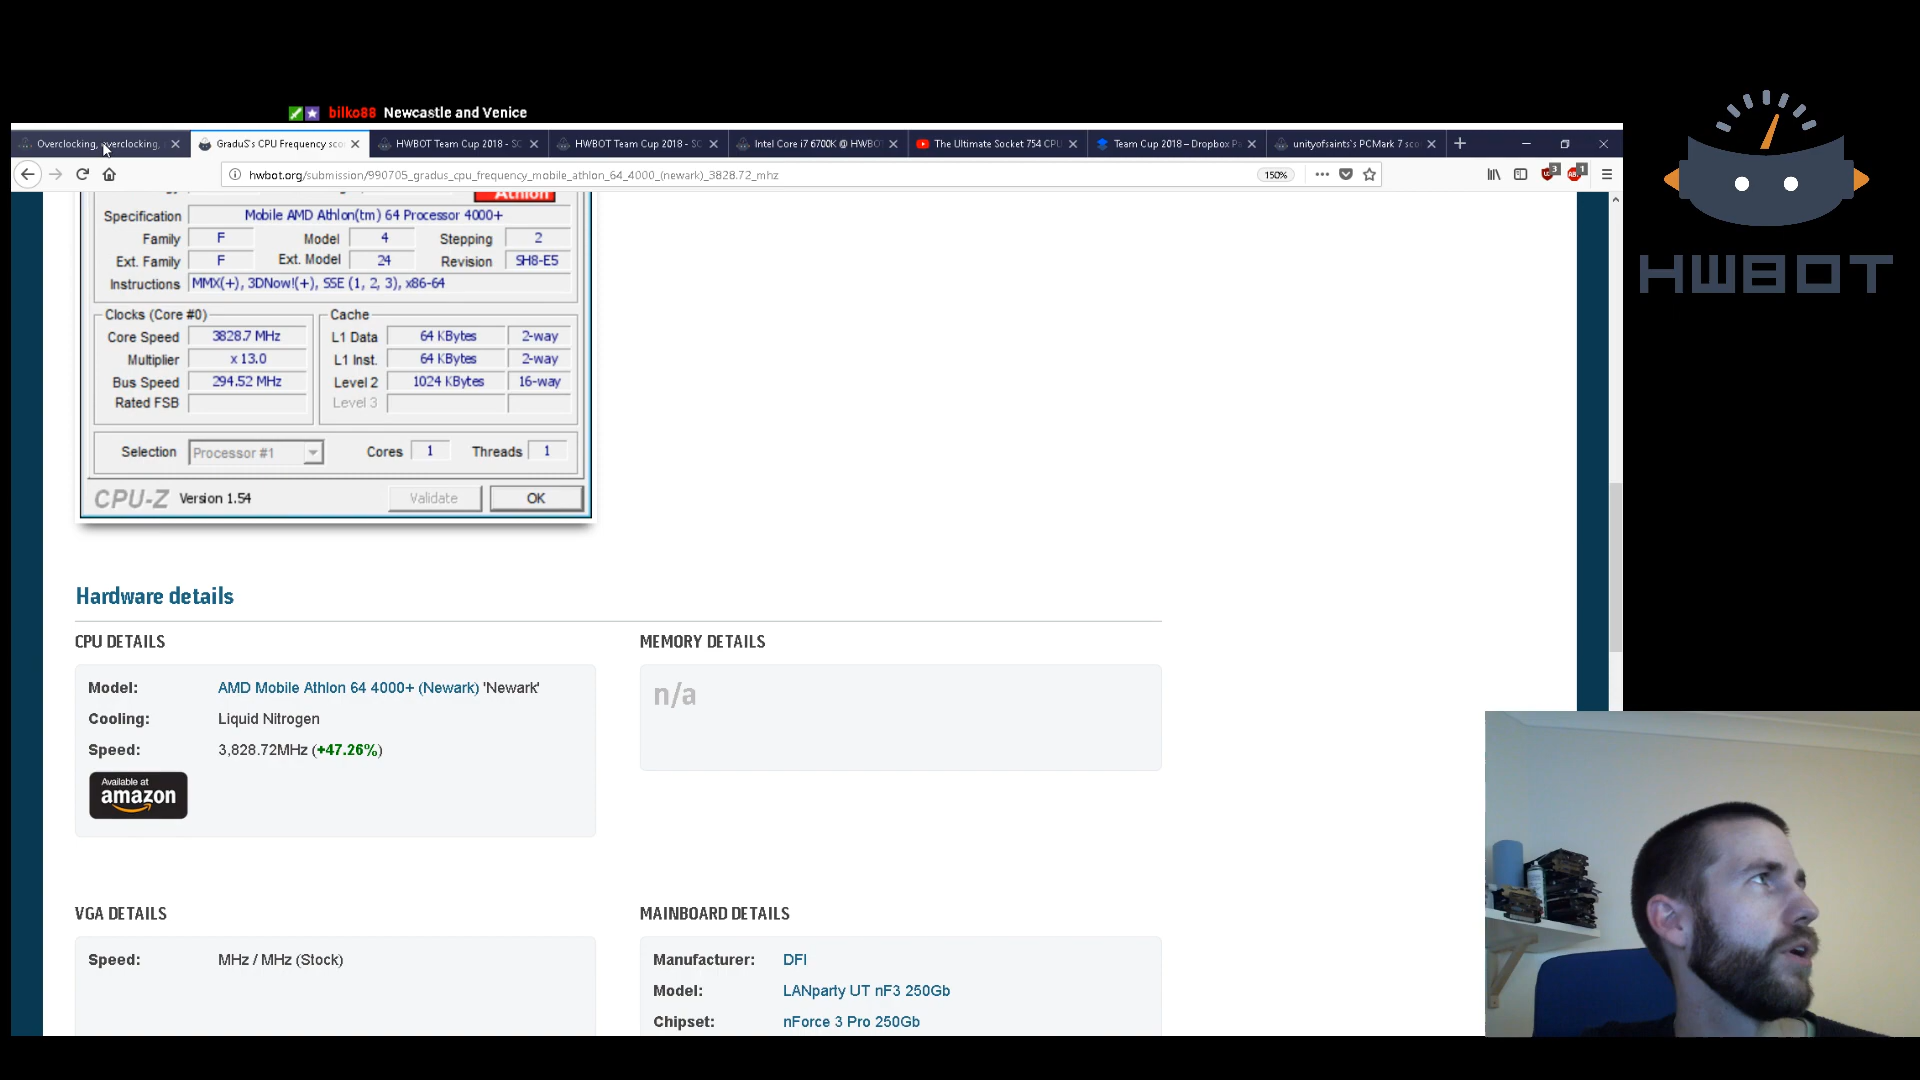 bilko88 Newcastle and Venice
Overclocking, overclocking,
GraduS's CPU Frequency sco
HWBOT Team Cup 2018 - SC
HWBOT Team Cup 2018 - SC
Intel Core i7 6700K @ HWBO
The Ultimate Socket 754 CPU
Team Cup 2018 – Dropbox Pa
unityofsaints`s PCMark 7 sco
hwbot.org/submission/990705_gradus_cpu_frequency_mobile_athlon_64_4000_(newark)_3828.72_mhz
150%
HWBOT
Athlon
Specification Mobile AMD Athlon(tm) 64 Processor 4000+
Family F Model 4 Stepping 2
Ext. Family F Ext. Model 24 Revision SH8-E5
Instructions MMX(+), 3DNow!(+), SSE (1, 2, 3), x86-64
Clocks (Core #0) Cache
Core Speed 3828.7 MHz L1 Data 64 KBytes 2-way
Multiplier x 13.0 L1 Inst. 64 KBytes 2-way
Bus Speed 294.52 MHz Level 2 1024 KBytes 16-way
Rated FSB Level 3
Selection Processor #1 Cores 1 Threads 1
CPU-Z Version 1.54 Validate OK
Hardware details
CPU DETAILS
Model: AMD Mobile Athlon 64 4000+ (Newark) 'Newark'
Cooling: Liquid Nitrogen
Speed: 3,828.72MHz (+47.26%)
Available at
amazon
MEMORY DETAILS
n/a
VGA DETAILS
Speed: MHz / MHz (Stock)
MAINBOARD DETAILS
Manufacturer: DFI
Model: LANparty UT nF3 250Gb
Chipset: nForce 3 Pro 250Gb